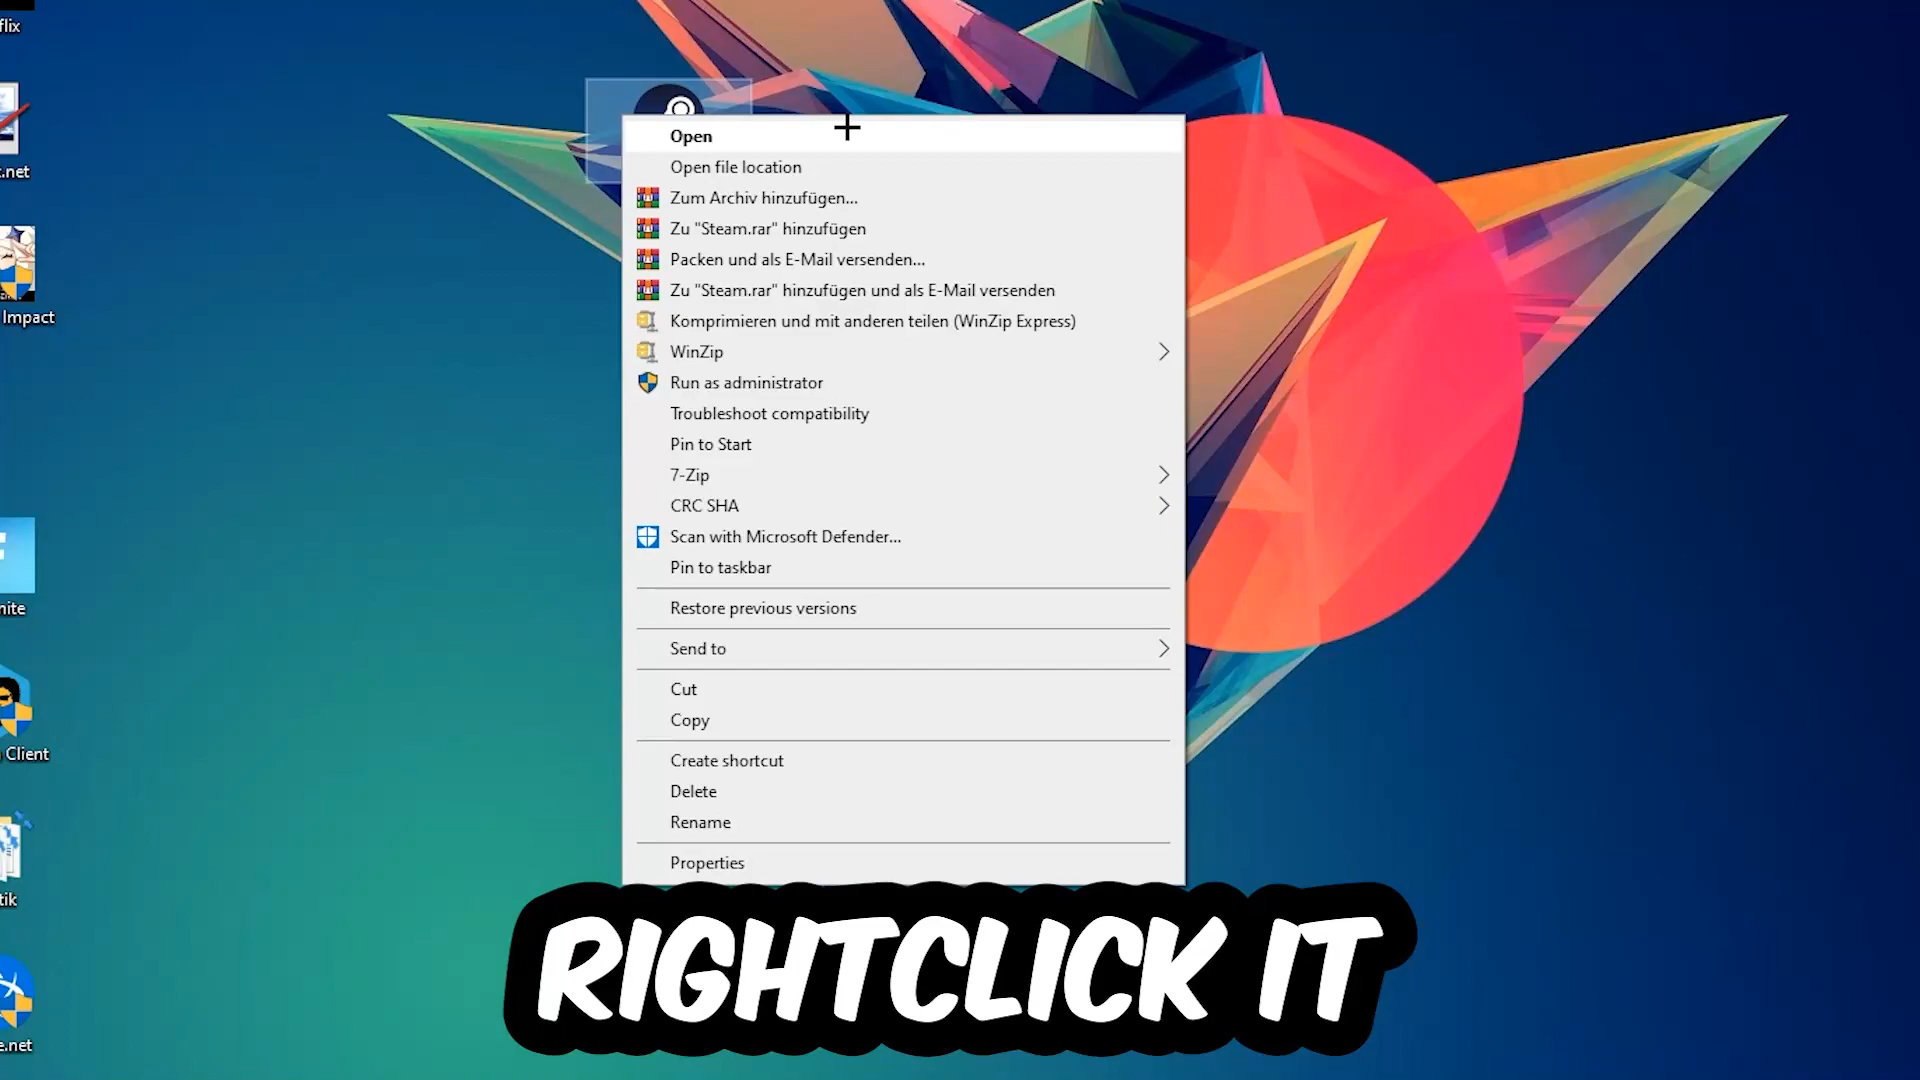 flix
.net
Impact
nite
Client
tik
e.net
Open
Open file location
Zum Archiv hinzufügen...
Zu "Steam.rar" hinzufügen
Packen und als E-Mail versenden...
Zu "Steam.rar" hinzufügen und als E-Mail versenden
Komprimieren und mit anderen teilen (WinZip Express)
WinZip
Run as administrator
Troubleshoot compatibility
Pin to Start
7-Zip
CRC SHA
Scan with Microsoft Defender...
Pin to taskbar
Restore previous versions
Send to
Cut
Copy
Create shortcut
Delete
Rename
Properties
RIGHTCLICK IT